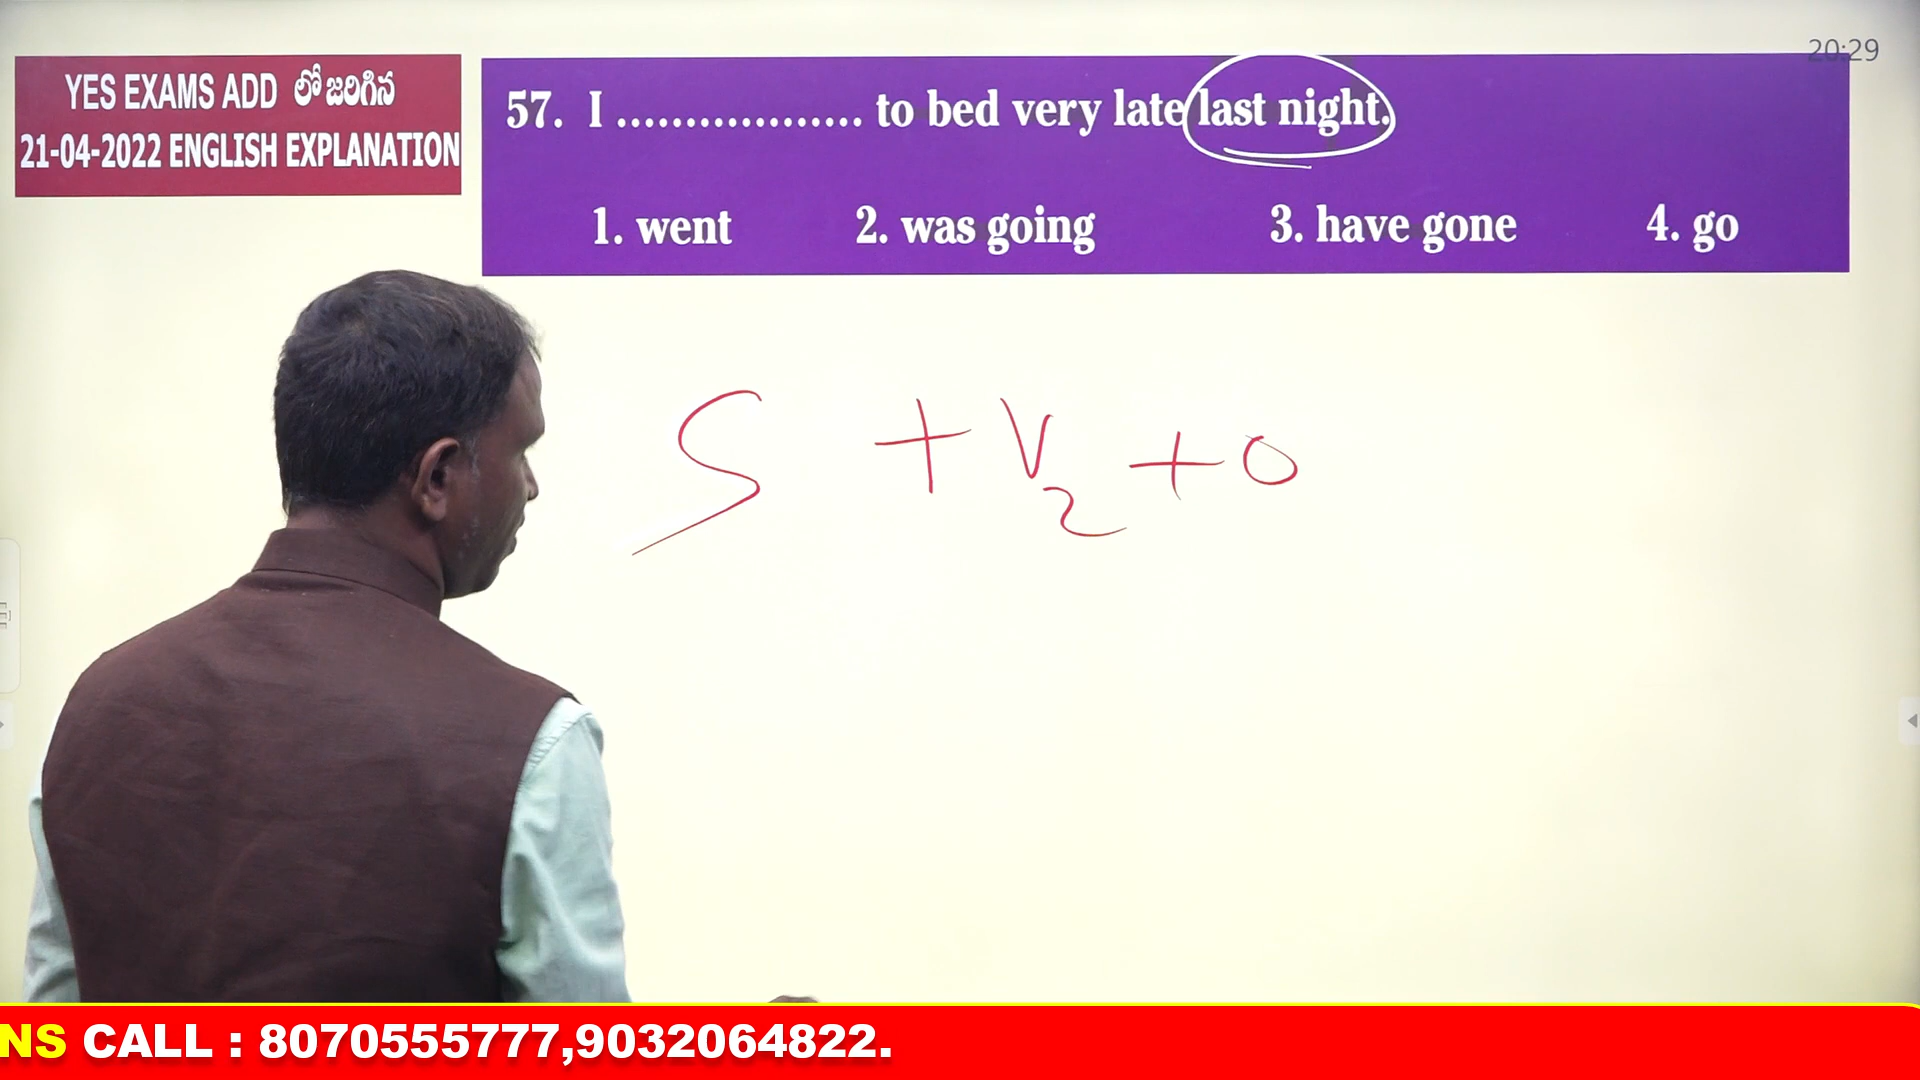 20:29
YES EXAMS ADD లో జరిగిన
21-04-2022 ENGLISH EXPLANATION
57. I .................. to bed very late last night.
1. went 2. was going 3. have gone 4. go
S + V2 + O
NS CALL : 8070555777,9032064822.